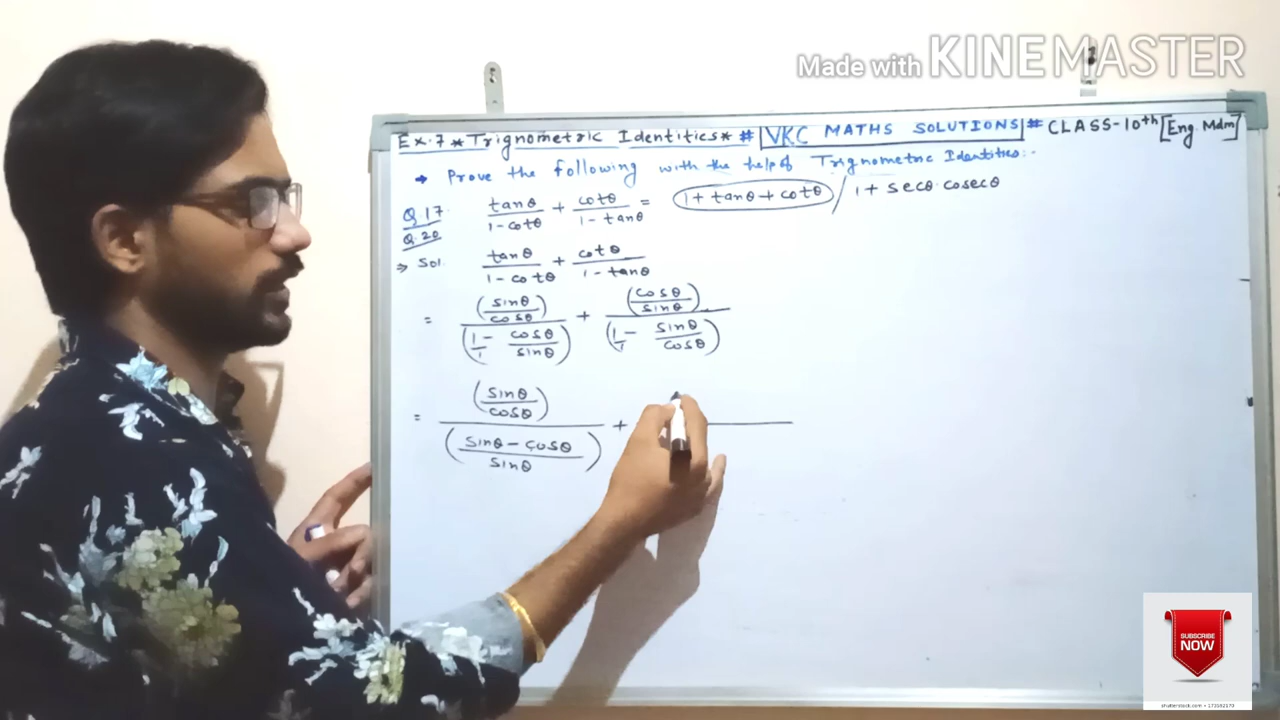 Made with KINEMASTER
Ex.7 * Trignometric Identities * # VKC MATHS SOLUTIONS # CLASS-10th [Eng. Mdm]
→ Prove the following with the help of Trignometric Identities:-
Q.17 tanθ/(1-cotθ) + cotθ/(1-tanθ) = (1+tanθ+cotθ) / 1+secθ.cosecθ
Q.20
⇒ Sol. tanθ/(1-cotθ) + cotθ/(1-tanθ)
= (sinθ/cosθ)/(1/1 - cosθ/sinθ) + (cosθ/sinθ)/(1/1 - sinθ/cosθ)
= (sinθ/cosθ)/((sinθ-cosθ)/sinθ) +
SUBSCRIBE
NOW